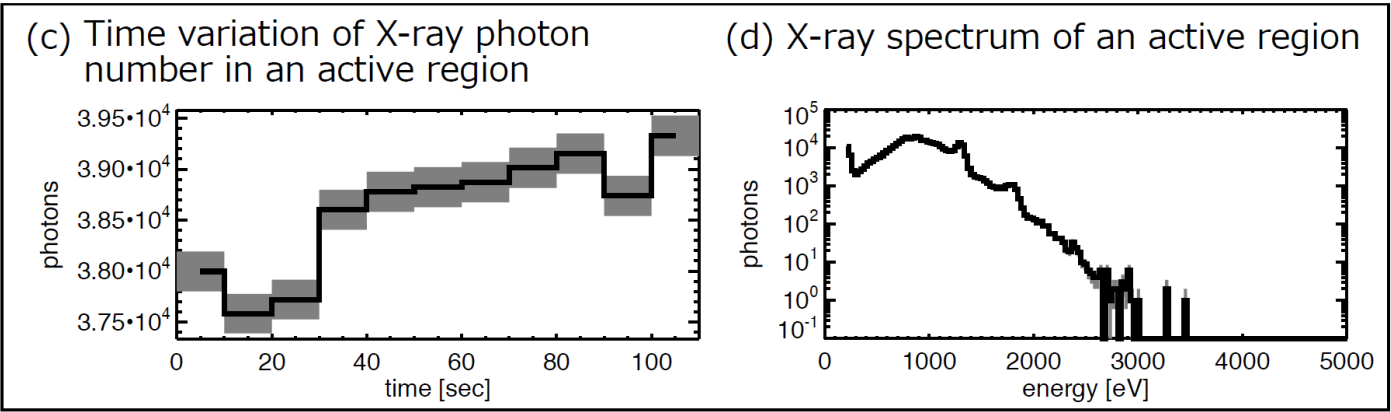 (c) Time variation of X-ray photon
number in an active region
3.95•10⁴
3.90•10⁴
3.85•10⁴
3.80•10⁴
3.75•10⁴
photons
0 20 40 60 80 100
time [sec]
(d) X-ray spectrum of an active region
10⁵
10⁴
10³
10²
10¹
10⁰
10⁻¹
photons
0 1000 2000 3000 4000 5000
energy [eV]